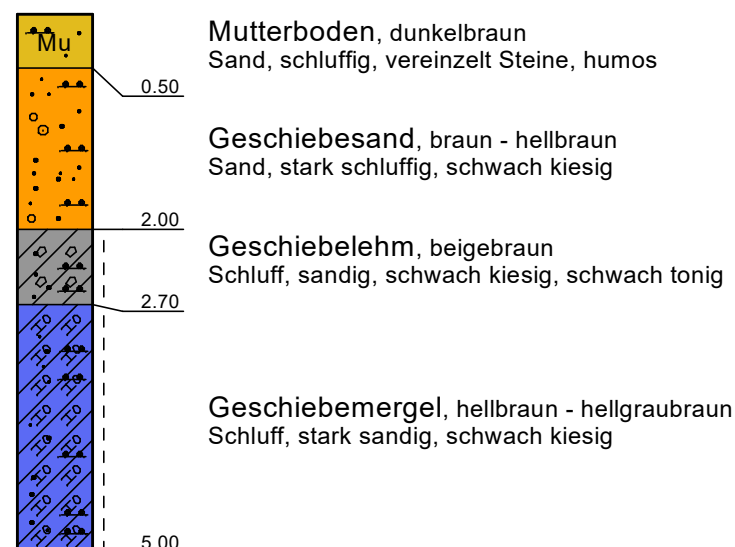 Mu
Mutterboden, dunkelbraun
Sand, schluffig, vereinzelt Steine, humos
0.50
Geschiebesand, braun - hellbraun
Sand, stark schluffig, schwach kiesig
2.00
Geschiebelehm, beigebraun
Schluff, sandig, schwach kiesig, schwach tonig
2.70
Geschiebemergel, hellbraun - hellgraubraun
Schluff, stark sandig, schwach kiesig
5.00